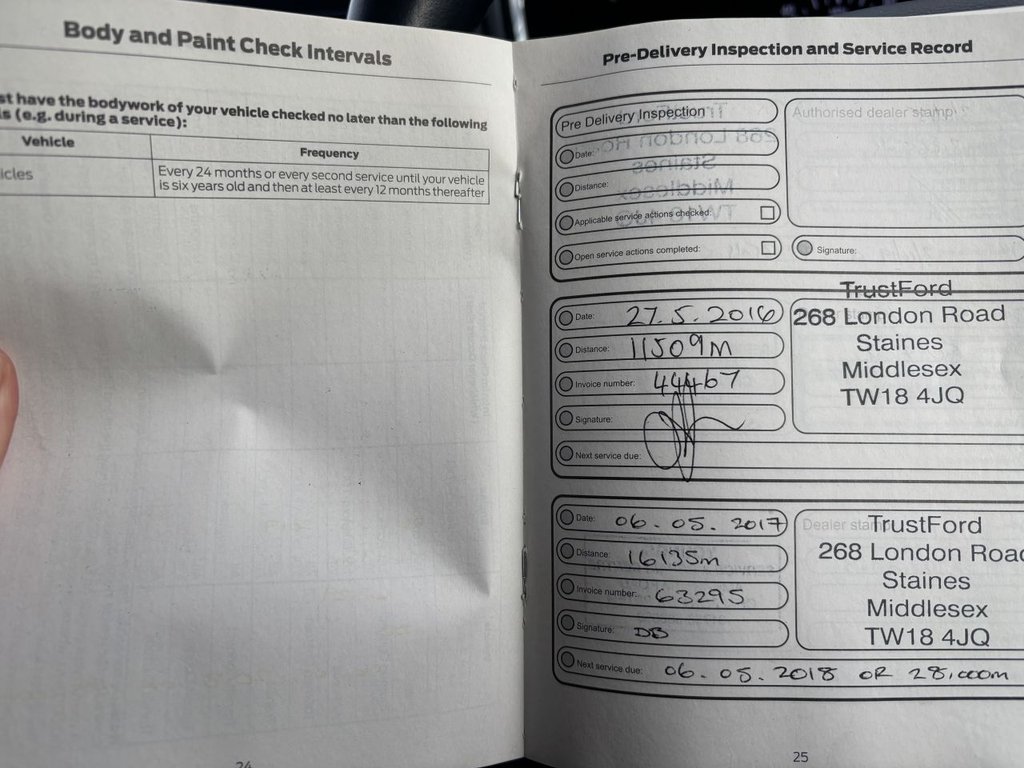 Body and Paint Check Intervals
st have the bodywork of your vehicle checked no later than the following
s (e.g. during a service):
Vehicle
Frequency
icles
Every 24 months or every second service until your vehicle
is six years old and then at least every 12 months thereafter
24
Pre-Delivery Inspection and Service Record
Pre Delivery Inspection
Date:
Distance:
Applicable service actions checked:
Open service actions completed:
Authorised dealer stamp
Signature:
Date: 27.5.2016
Distance: 11509m
Invoice number: 44467
Signature:
Next service due:
TrustFord
268 London Road
Staines
Middlesex
TW18 4JQ
Date: 06.05.2017
Distance: 16135m
Invoice number: 63295
Signature: DB
Next service due: 06.05.2018 OR 28,000m
Dealer sta
TrustFord
268 London Roa
Staines
Middlesex
TW18 4JQ
25